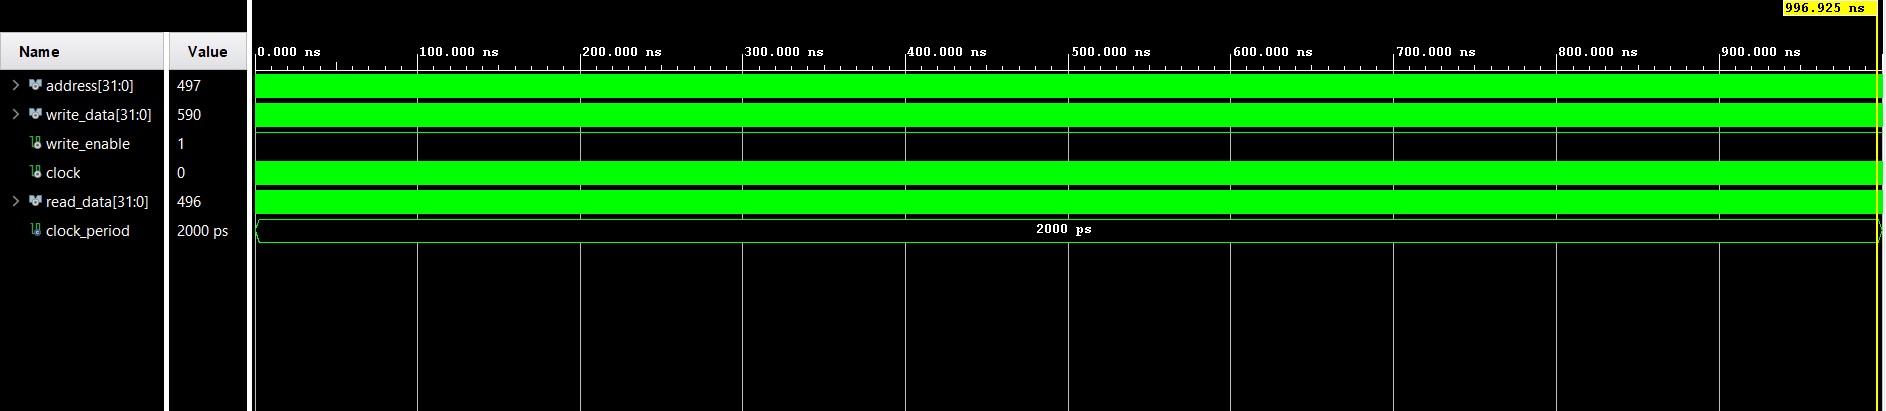 996.925 ns
Name Value
0.000 ns 100.000 ns 200.000 ns 300.000 ns 400.000 ns 500.000 ns 600.000 ns 700.000 ns 800.000 ns 900.000 ns
address[31:0] 497
write_data[31:0] 590
write_enable 1
clock 0
read_data[31:0] 496
clock_period 2000 ps 2000 ps